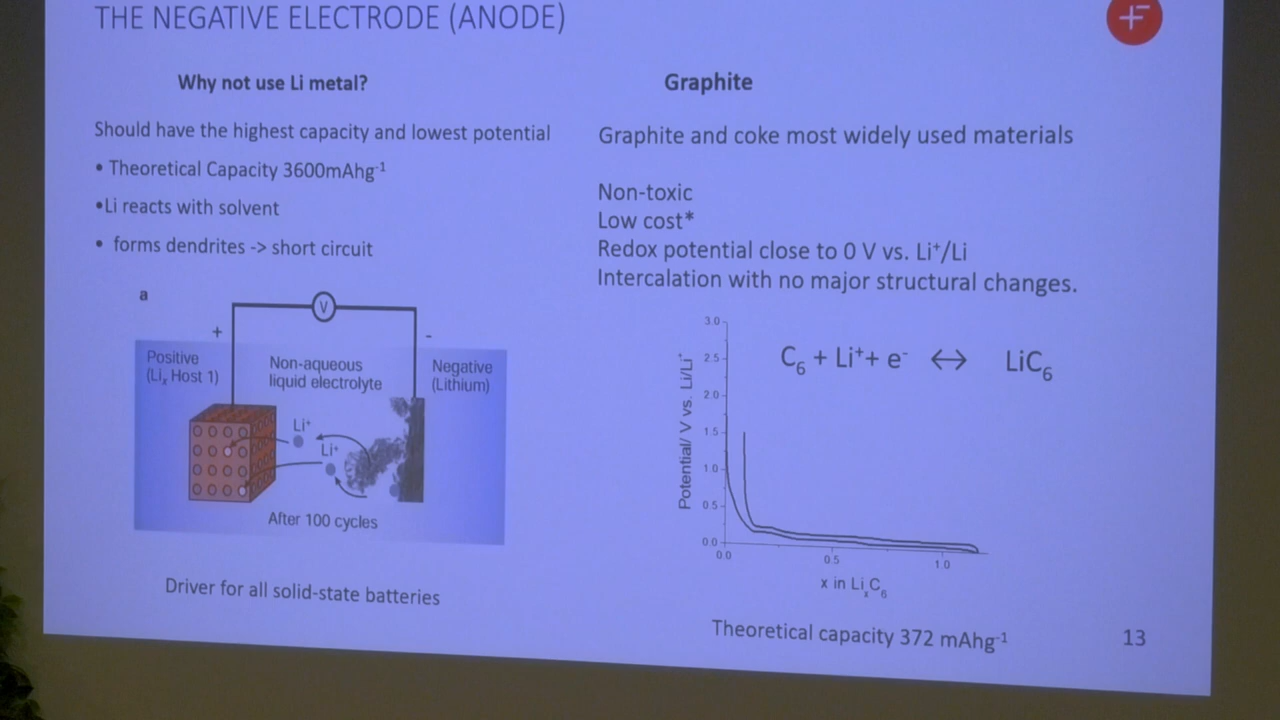 THE NEGATIVE ELECTRODE (ANODE)
Why not use Li metal?
Should have the highest capacity and lowest potential
• Theoretical Capacity 3600mAhg⁻¹
•Li reacts with solvent
• forms dendrites -> short circuit
a
V
+
-
Positive
(Liₓ Host 1)
Non-aqueous
liquid electrolyte
Negative
(Lithium)
Li⁺
Li⁺
After 100 cycles
Driver for all solid-state batteries
Graphite
Graphite and coke most widely used materials
Non-toxic
Low cost*
Redox potential close to 0 V vs. Li⁺/Li
Intercalation with no major structural changes.
C₆ + Li⁺+ e⁻ ↔ LiC₆
Potential/ V vs. Li/Li⁺
3.0
2.5
2.0
1.5
1.0
0.5
0.0
0.0 0.5 1.0
x in LiₓC₆
Theoretical capacity 372 mAhg⁻¹
13